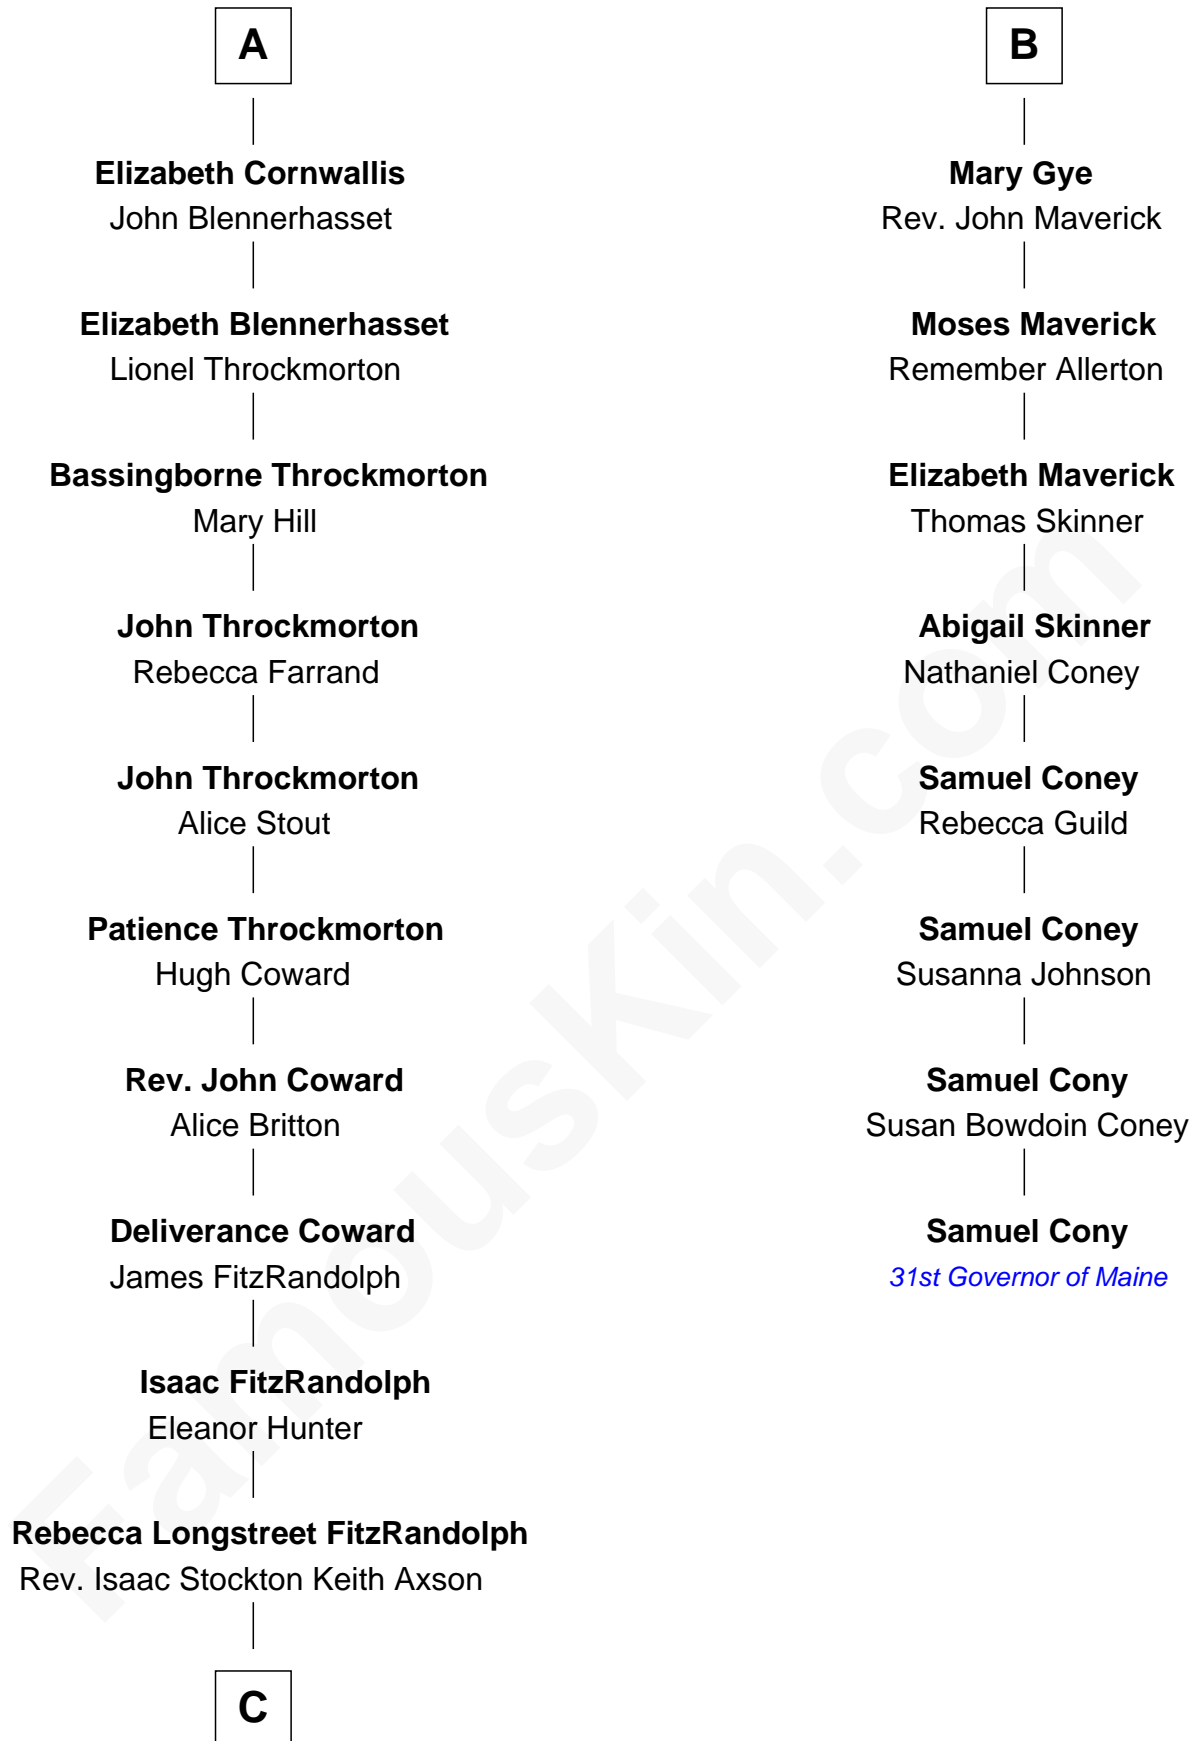 A
Elizabeth Cornwallis
John Blennerhasset
Elizabeth Blennerhasset
Lionel Throckmorton
Bassingborne Throckmorton
Mary Hill
John Throckmorton
Rebecca Farrand
John Throckmorton
Alice Stout
Patience Throckmorton
Hugh Coward
Rev. John Coward
Alice Britton
Deliverance Coward
James FitzRandolph
Isaac FitzRandolph
Eleanor Hunter
Rebecca Longstreet FitzRandolph
Rev. Isaac Stockton Keith Axson
C
B
Mary Gye
Rev. John Maverick
Moses Maverick
Remember Allerton
Elizabeth Maverick
Thomas Skinner
Abigail Skinner
Nathaniel Coney
Samuel Coney
Rebecca Guild
Samuel Coney
Susanna Johnson
Samuel Cony
Susan Bowdoin Coney
Samuel Cony
31st Governor of Maine
FamousKin.com